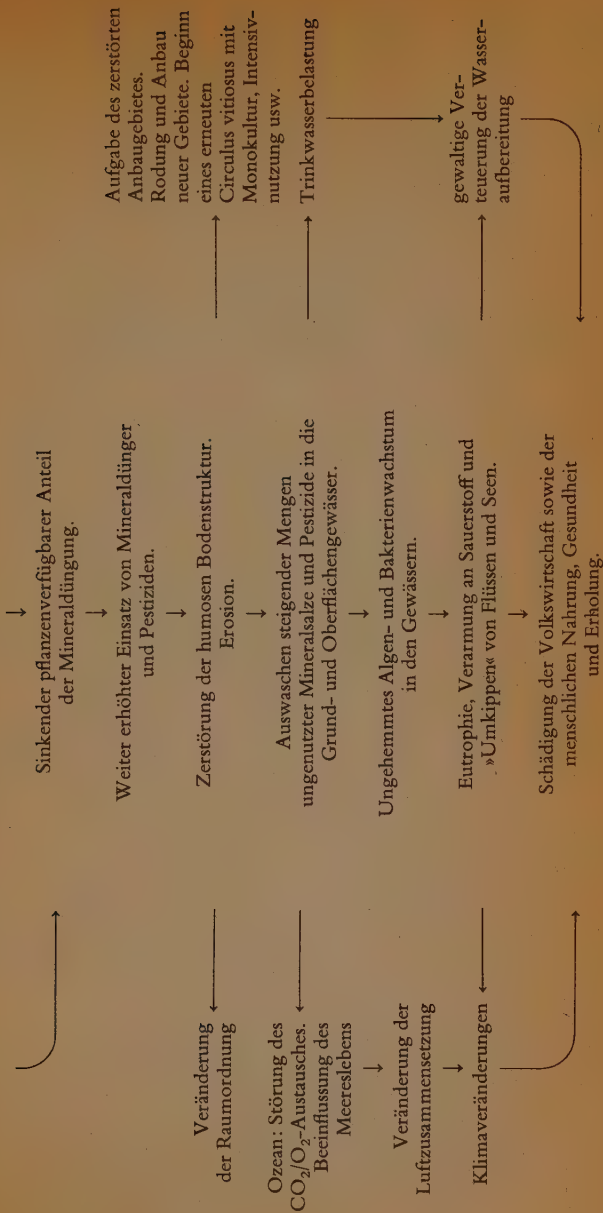 Sinkender pflanzenverfügbarer Anteil
der Mineraldüngung.
Weiter erhöhter Einsatz von Mineraldünger
und Pestiziden.
Zerstörung der humosen Bodenstruktur.
Erosion.
Auswaschen steigender Mengen
ungenutzter Mineralsalze und Pestizide in die
Grund- und Oberflächengewässer.
Ungehemmtes Algen- und Bakterienwachstum
in den Gewässern.
Eutrophie, Verarmung an Sauerstoff und
»Umkippen« von Flüssen und Seen.
Schädigung der Volkswirtschaft sowie der
menschlichen Nahrung, Gesundheit
und Erholung.
Veränderung
der Raumordnung
Ozean: Störung des
CO₂/O₂-Austausches.
Beeinflussung des
Meereslebens
Veränderung der
Luftzusammensetzung
Klimaveränderungen
Aufgabe des zerstörten
Anbaugebietes.
Rodung und Anbau
neuer Gebiete. Beginn
eines erneuten
Circulus vitiosus mit
Monokultur, Intensiv-
nutzung usw.
Trinkwasserbelastung
gewaltige Ver-
teuerung der Wasser-
aufbereitung